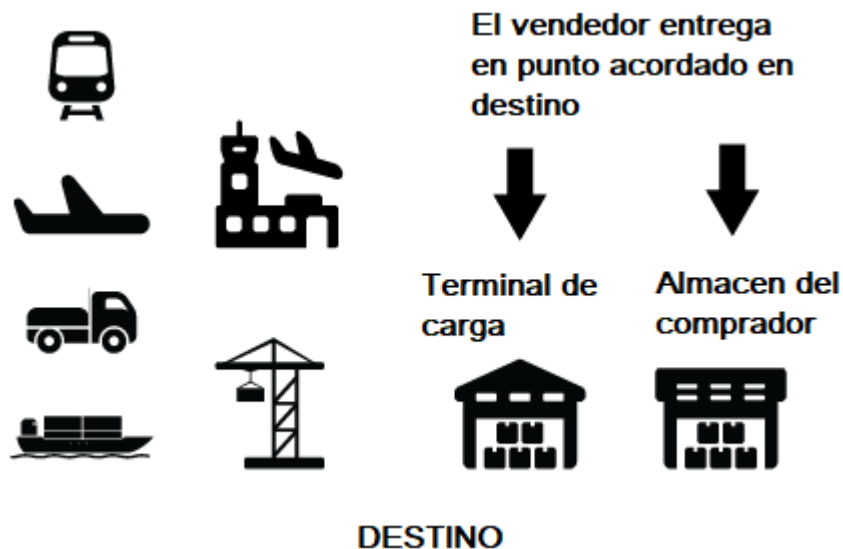 El vendedor entrega
en punto acordado en
destino
Terminal de
carga
Almacen del
comprador
DESTINO